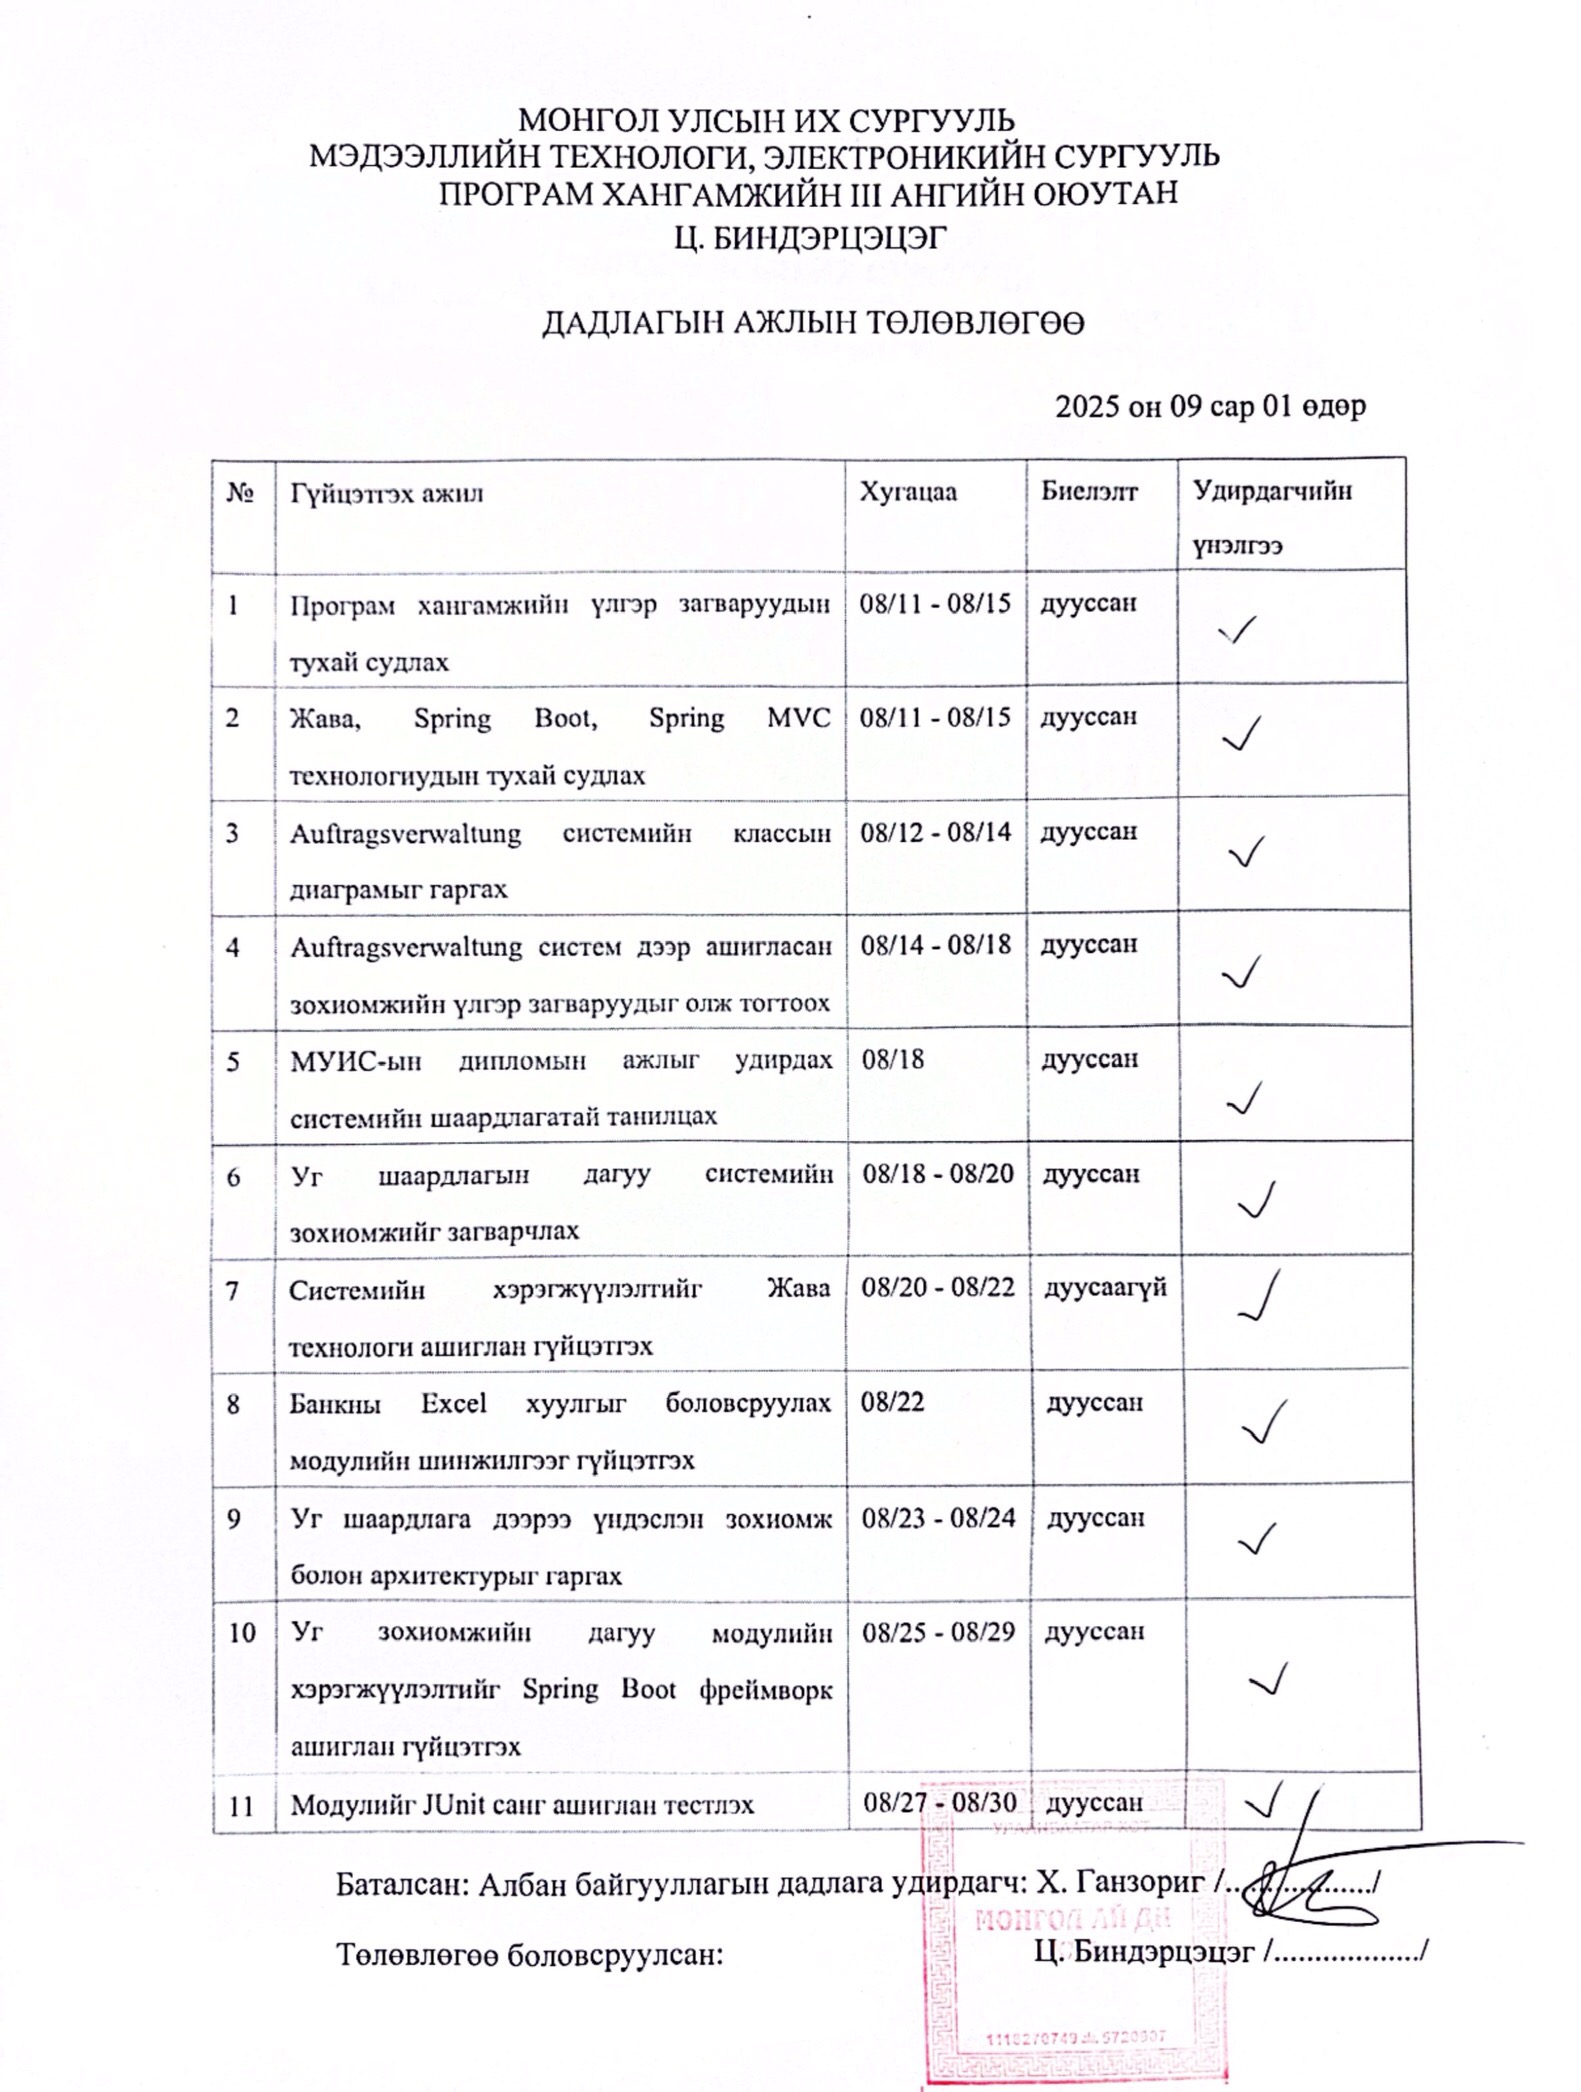 МОНГОЛ УЛСЫН ИХ СУРГУУЛЬ
МЭДЭЭЛЛИЙН ТЕХНОЛОГИ, ЭЛЕКТРОНИКИЙН СУРГУУЛЬ
ПРОГРАМ ХАНГАМЖИЙН III АНГИЙН ОЮУТАН
Ц. БИНДЭРЦЭЦЭГ
ДАДЛАГЫН АЖЛЫН ТӨЛӨВЛӨГӨӨ
2025 он 09 сар 01 өдөр
№ Гүйцэтгэх ажил Хугацаа Биелэлт Удирдагчийн
үнэлгээ
1 Програм хангамжийн үлгэр загваруудын 08/11 - 08/15 дууссан
тухай судлах
2 Жава, Spring Boot, Spring MVC 08/11 - 08/15 дууссан
технологиудын тухай судлах
3 Auftragsverwaltung системийн классын 08/12 - 08/14 дууссан
диаграмыг гаргах
4 Auftragsverwaltung систем дээр ашигласан 08/14 - 08/18 дууссан
зохиомжийн үлгэр загваруудыг олж тогтоох
5 МУИС-ын дипломын ажлыг удирдах 08/18 дууссан
системийн шаардлагатай танилцах
6 Уг шаардлагын дагуу системийн 08/18 - 08/20 дууссан
зохиомжийг загварчлах
7 Системийн хэрэгжүүлэлтийг Жава 08/20 - 08/22 дуусаагүй
технологи ашиглан гүйцэтгэх
8 Банкны Excel хуулгыг боловсруулах 08/22 дууссан
модулийн шинжилгээг гүйцэтгэх
9 Уг шаардлага дээрээ үндэслэн зохиомж 08/23 - 08/24 дууссан
болон архитектурыг гаргах
10 Уг зохиомжийн дагуу модулийн 08/25 - 08/29 дууссан
хэрэгжүүлэлтийг Spring Boot фреймворк
ашиглан гүйцэтгэх
11 Модулийг JUnit санг ашиглан тестлэх 08/27 - 08/30 дууссан
УЛААНБААТАР ХОТ
Баталсан: Албан байгууллагын дадлага удирдагч: Х. Ганзориг /................../
МОНГОЛ АЙ ДИ
Төлөвлөгөө боловсруулсан: Ц. Биндэрцэцэг /................../